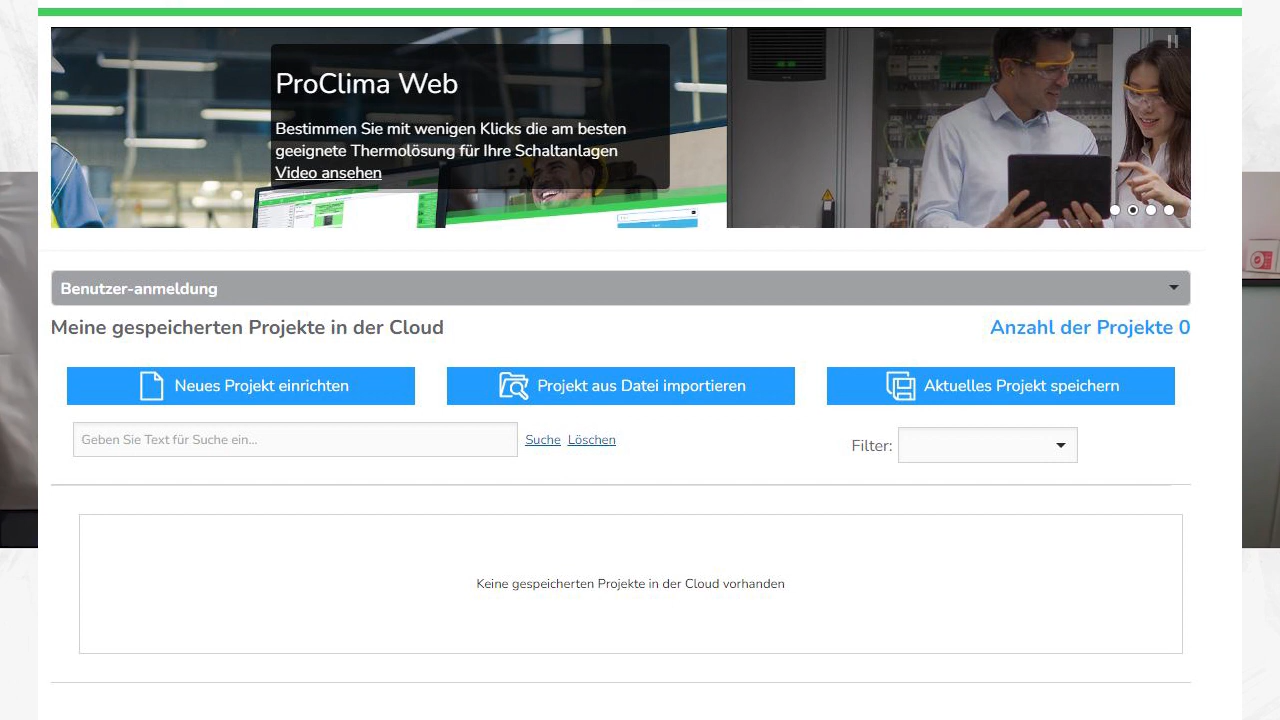 ProClima Web
Bestimmen Sie mit wenigen Klicks die am besten
geeignete Thermolösung für Ihre Schaltanlagen
Video ansehen
Benutzer-anmeldung
Meine gespeicherten Projekte in der Cloud
Anzahl der Projekte 0
Neues Projekt einrichten
Projekt aus Datei importieren
Aktuelles Projekt speichern
Geben Sie Text für Suche ein...
Suche Löschen
Filter:
Keine gespeicherten Projekte in der Cloud vorhanden